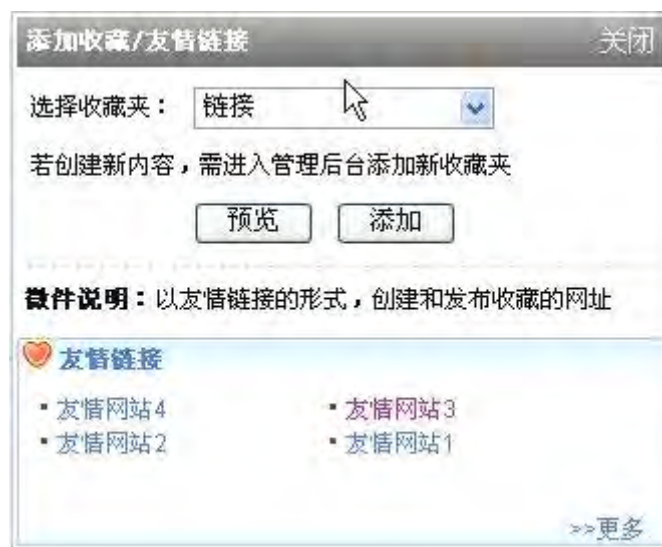 添加收藏/友情链接 关闭
选择收藏夹： 链接
若创建新内容，需进入管理后台添加新收藏夹
预览 添加
微件说明：以友情链接的形式，创建和发布收藏的网址
友情链接
▪友情网站4 ▪友情网站3
▪友情网站2 ▪友情网站1
>>更多